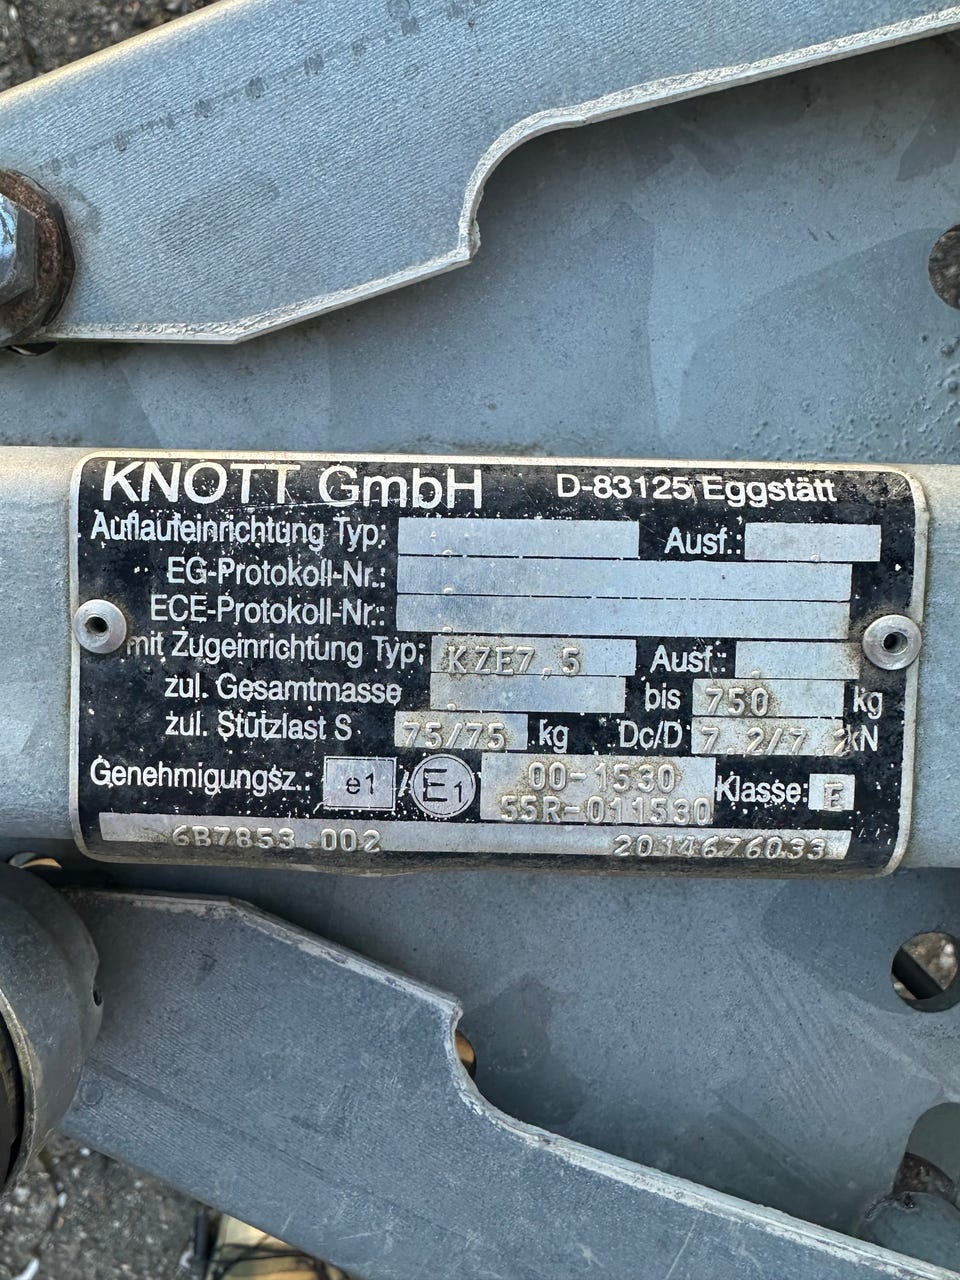 KNOTT GmbH D-83125 Eggstätt
Auflaufeinrichtung Typ: Ausf.:
EG-Protokoll-Nr.:
ECE-Protokoll-Nr.:
mit Zugeinrichtung Typ: KZE7,5 Ausf.:
zul. Gesamtmasse bis 750 kg
zul. Stützlast S 75/75 kg Dc/D 7.2/7.2kN
Genehmigungsz.: e1 / E1 00-1530 Klasse: E
55R-011530
6B7853.002 2014676033